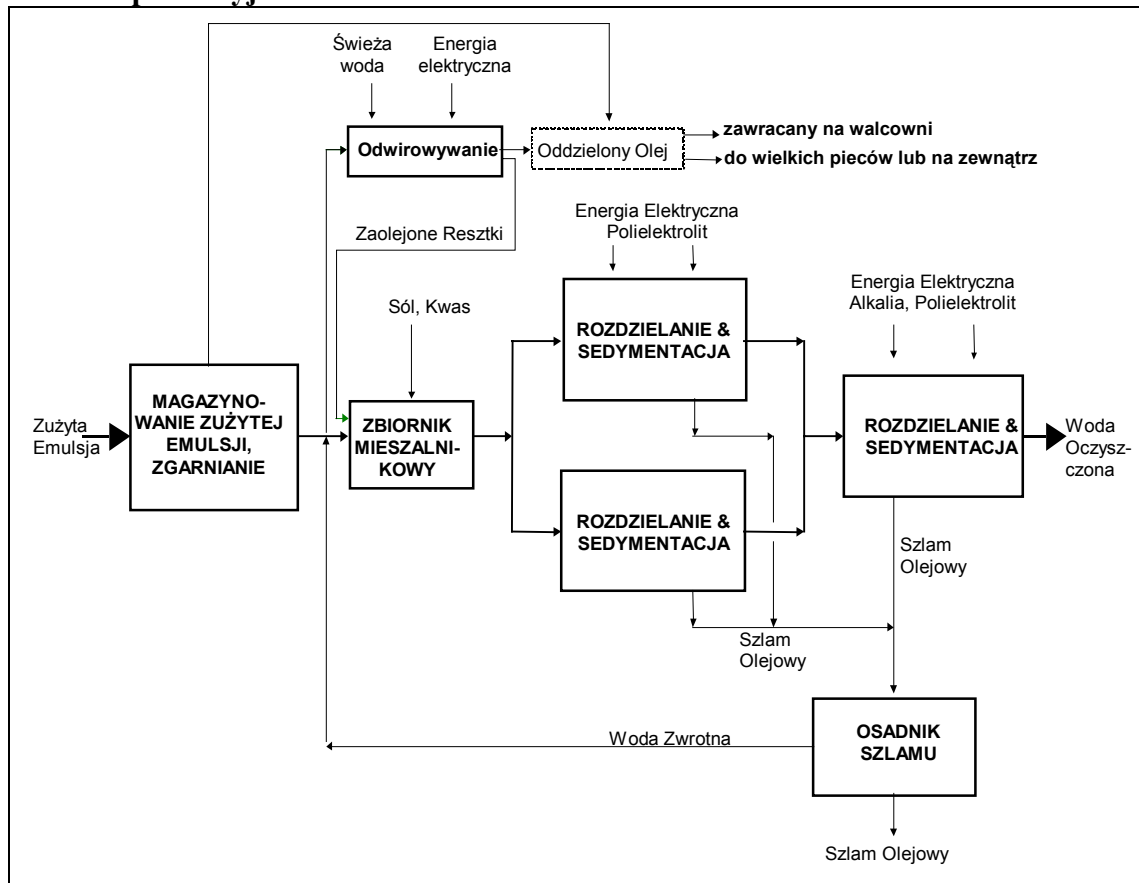 Świeża
woda
Energia
elektryczna
Odwirowywanie
Oddzielony Olej
zawracany na walcowni
do wielkich pieców lub na zewnątrz
Zaolejone Resztki
Energia Elektryczna
Polielektrolit
Energia Elektryczna
Alkalia, Polielektrolit
Sól, Kwas
ROZDZIELANIE &
SEDYMENTACJA
Zużyta
Emulsja
MAGAZYNO-
WANIE ZUŻYTEJ
EMULSJI,
ZGARNIANIE
ZBIORNIK
MIESZALNI-
KOWY
ROZDZIELANIE &
SEDYMENTACJA
Woda
Oczysz-
czona
ROZDZIELANIE &
SEDYMENTACJA
Szlam
Olejowy
Szlam
Olejowy
Woda Zwrotna
OSADNIK
SZLAMU
Szlam Olejowy